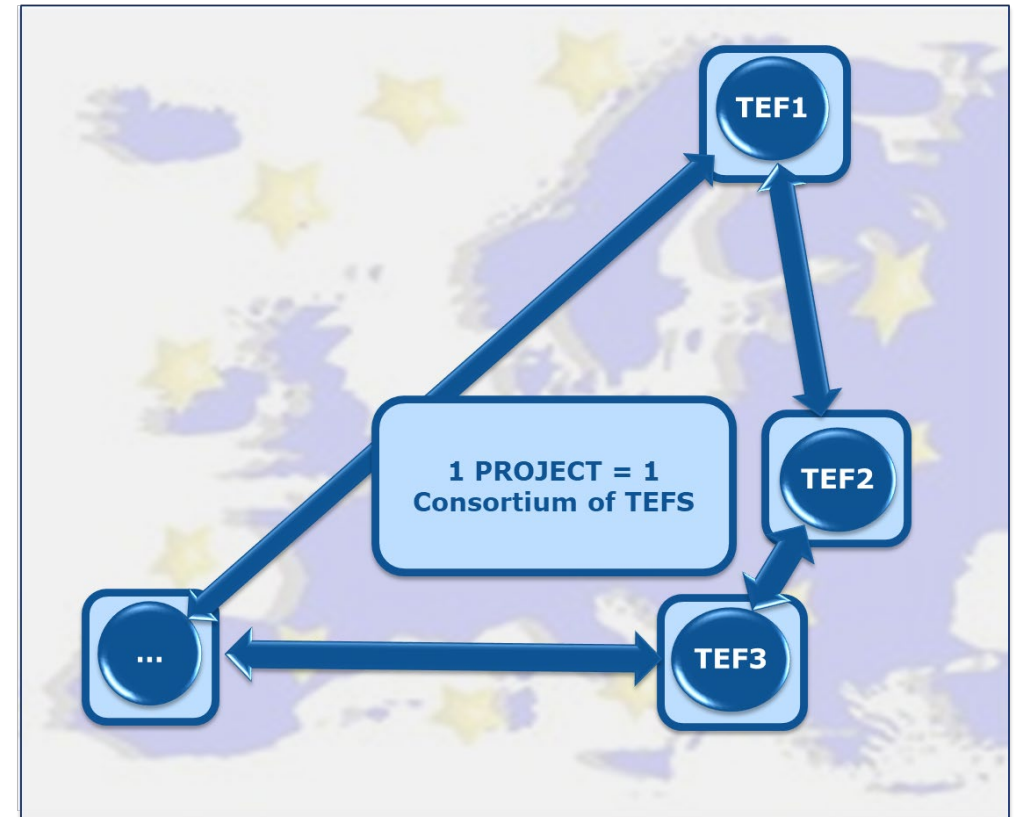 TEF1
1 PROJECT = 1
Consortium of TEFS
TEF2
...
TEF3